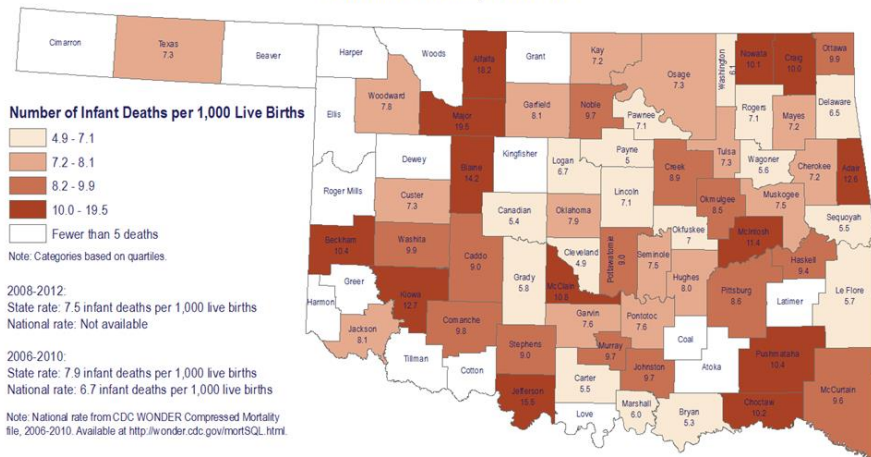 Cimarron
Texas
7.3
Beaver
Harper
Woods
Alfalfa
16.2
Grant
Kay
7.2
Osage
7.3
Washington
6.1
Nowata
10.1
Craig
10.0
Ottawa
9.9
Ellis
Woodward
7.8
Major
19.5
Garfield
8.1
Noble
9.7
Pawnee
7.1
Rogers
7.1
Mayes
7.2
Delaware
6.5
Number of Infant Deaths per 1,000 Live Births
4.9 - 7.1
7.2 - 8.1
8.2 - 9.9
10.0 - 19.5
Fewer than 5 deaths
Note: Categories based on quartiles.
Roger Mills
Dewey
Custer
7.3
Blaine
14.2
Kingfisher
Logan
6.7
Payne
5
Creek
8.9
Tulsa
7.3
Wagoner
5.6
Cherokee
7.2
Adair
12.6
Beckham
10.4
Washita
9.9
Caddo
9.0
Canadian
5.4
Oklahoma
7.9
Lincoln
7.1
Okfuskee
7
Okmulgee
8.5
Muskogee
7.5
McIntosh
11.4
Sequoyah
5.5
Greer
Harmon
Kiowa
12.7
Grady
5.8
Cleveland
4.9
McClain
10.8
Pottawatomie
9.0
Seminole
7.5
Hughes
8.0
Pittsburg
8.6
Haskell
9.4
Latimer
Le Flore
5.7
2008-2012:
State rate: 7.5 infant deaths per 1,000 live births
National rate: Not available
Jackson
8.1
Comanche
9.8
Tillman
Cotton
Stephens
9.0
Garvin
7.6
Murray
9.7
Pontotoc
7.6
Coal
Johnston
9.7
Atoka
Pushmataha
10.4
McCurtain
9.6
2006-2010:
State rate: 7.9 infant deaths per 1,000 live births
National rate: 6.7 infant deaths per 1,000 live births
Jefferson
15.5
Carter
5.5
Love
Marshall
6.0
Bryan
5.3
Choctaw
10.2
Note: National rate from CDC WONDER Compressed Mortality
file, 2006-2010. Available at http://wonder.cdc.gov/mortSQL.html.